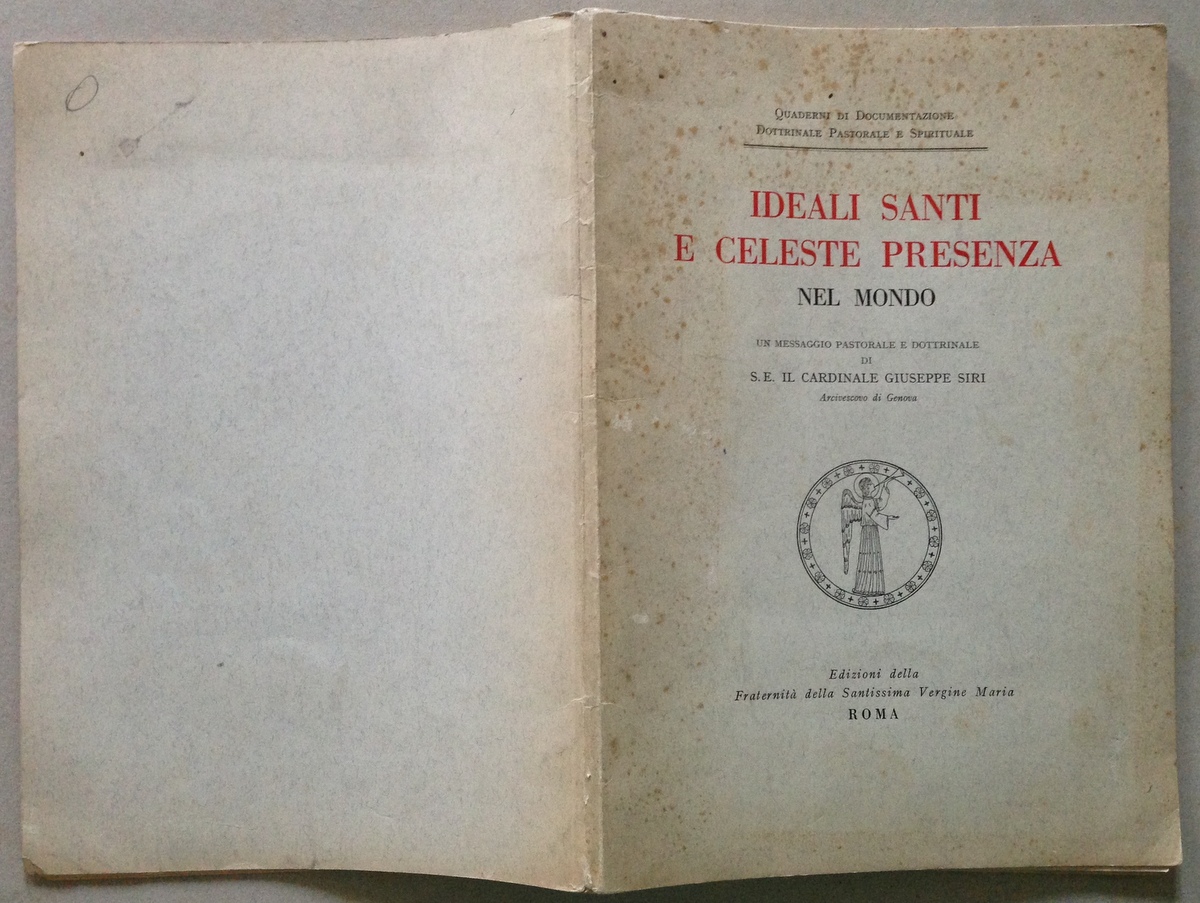 QUADERNI DI DOCUMENTAZIONE
DOTTRINALE PASTORALE E SPIRITUALE
IDEALI SANTI
E CELESTE PRESENZA
NEL MONDO
UN MESSAGGIO PASTORALE E DOTTRINALE
DI
S. E. IL CARDINALE GIUSEPPE SIRI
Arcivescovo di Genova
Edizioni della
Fraternità della Santissima Vergine Maria
ROMA